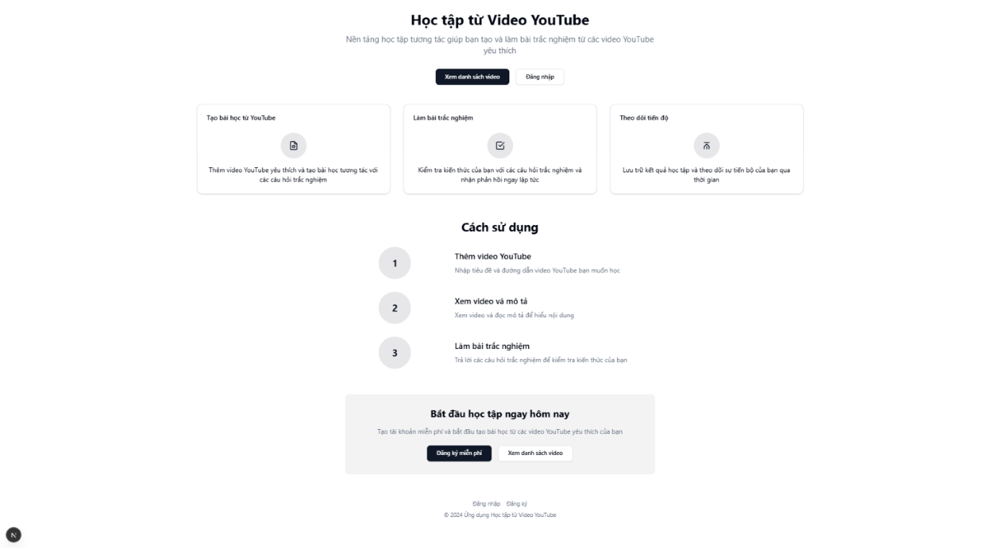 Học tập từ Video YouTube
Nền tảng học tập tương tác giúp bạn tạo và làm bài trắc nghiệm từ các video YouTube
yêu thích
Xem danh sách video
Đăng nhập
Tạo bài học từ YouTube
Thêm video YouTube yêu thích và tạo bài học tương tác với
các câu hỏi trắc nghiệm
Làm bài trắc nghiệm
Kiểm tra kiến thức của bạn với các câu hỏi trắc nghiệm và
nhận phản hồi ngay lập tức
Theo dõi tiến độ
Lưu trữ kết quả học tập và theo dõi sự tiến bộ của bạn qua
thời gian
Cách sử dụng
1
Thêm video YouTube
Nhập tiêu đề và đường dẫn video YouTube bạn muốn học
2
Xem video và mô tả
Xem video và đọc mô tả để hiểu nội dung
3
Làm bài trắc nghiệm
Trả lời các câu hỏi trắc nghiệm để kiểm tra kiến thức của bạn
Bắt đầu học tập ngay hôm nay
Tạo tài khoản miễn phí và bắt đầu tạo bài học từ các video YouTube yêu thích của bạn
Đăng ký miễn phí
Xem danh sách video
Đăng nhập
Đăng ký
© 2024 Ứng dụng Học tập từ Video YouTube
N